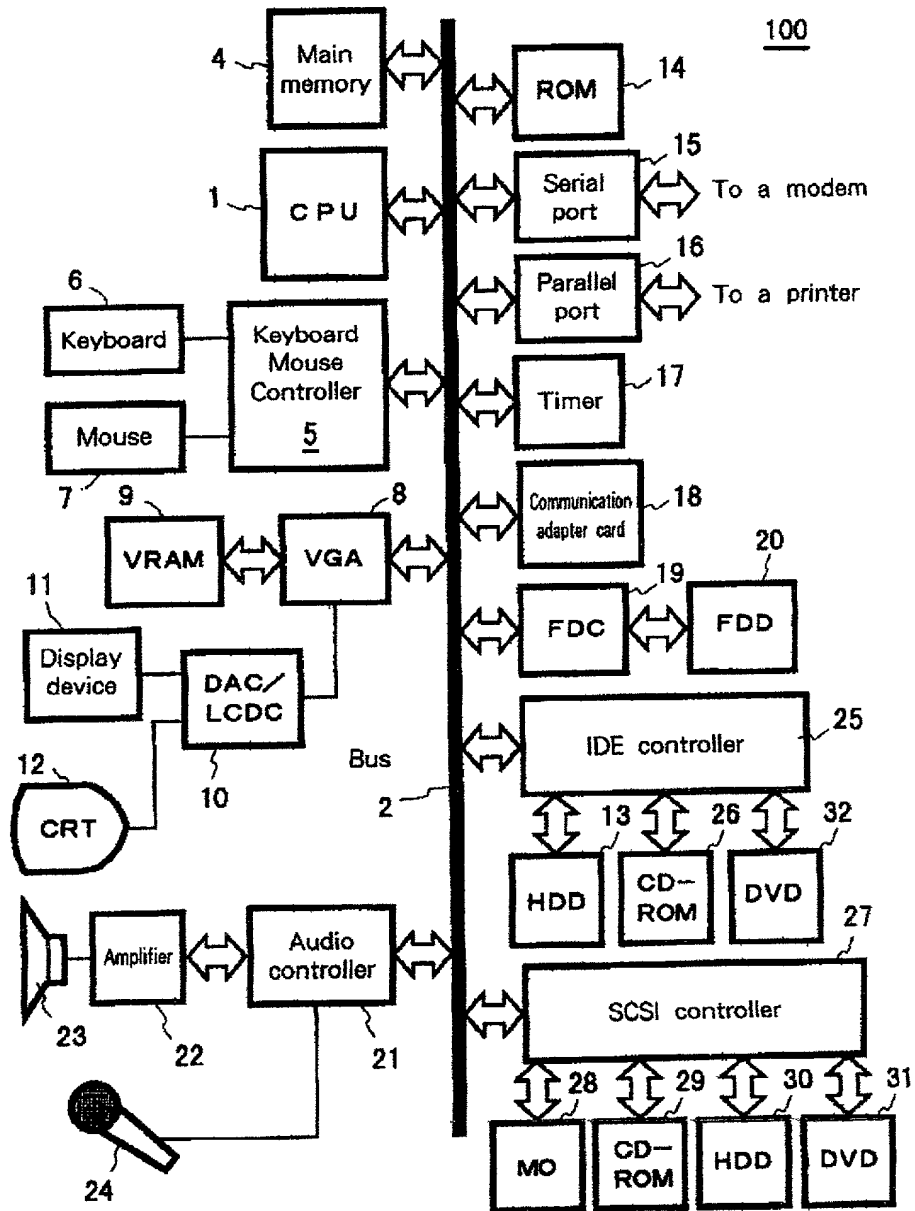 100
4
Main
memory
14
ROM
15
Serial
port
To a modem
1
CPU
16
Parallel
port
To a printer
6
Keyboard
Keyboard
Mouse
Controller
5
17
Timer
Mouse
7
18
Communication
adapter card
9
VRAM
8
VGA
19
FDC
20
FDD
11
Display
device
DAC/
LCDC
10
25
IDE controller
Bus
2
12
CRT
13
HDD
26
CD-
ROM
32
DVD
23
Amplifier
22
Audio
controller
21
27
SCSI controller
24
28
MO
29
CD-
ROM
30
HDD
31
DVD